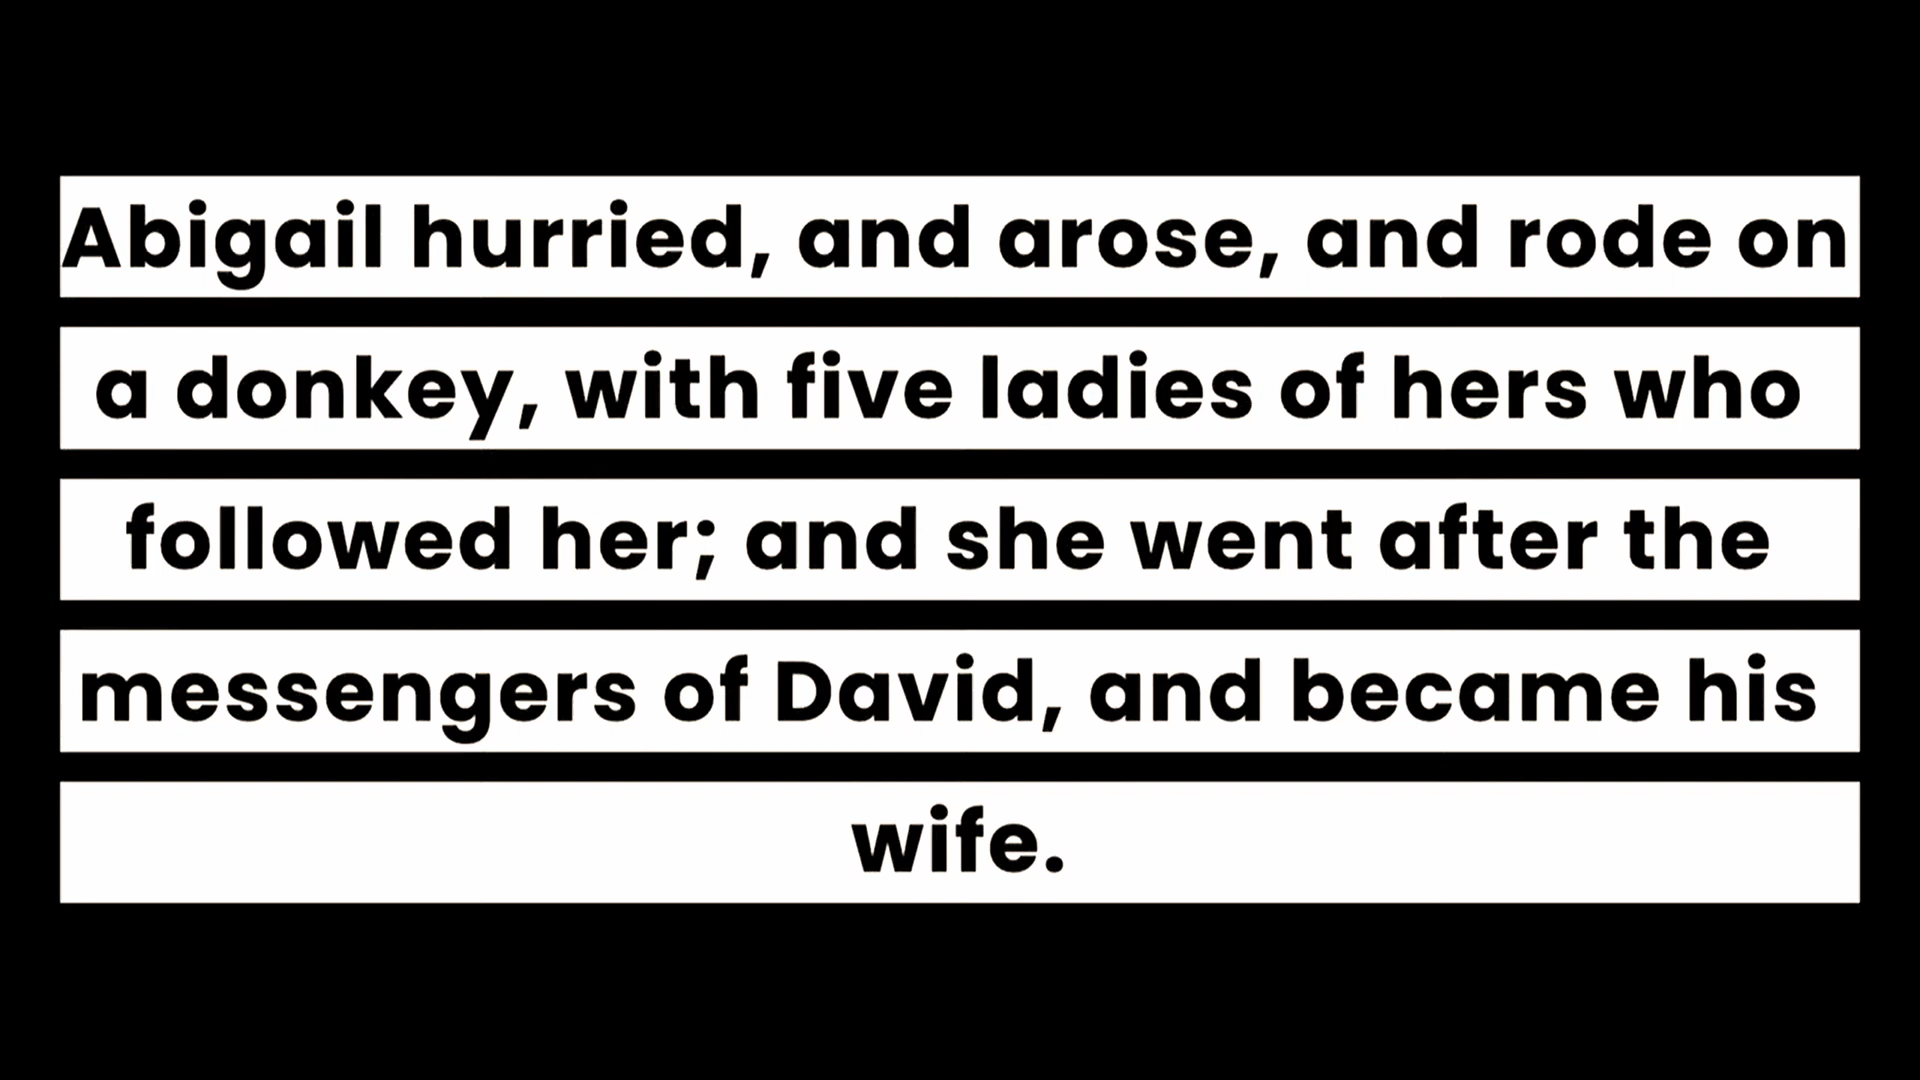 Abigail hurried, and arose, and rode on
a donkey, with five ladies of hers who
followed her; and she went after the
messengers of David, and became his
wife.